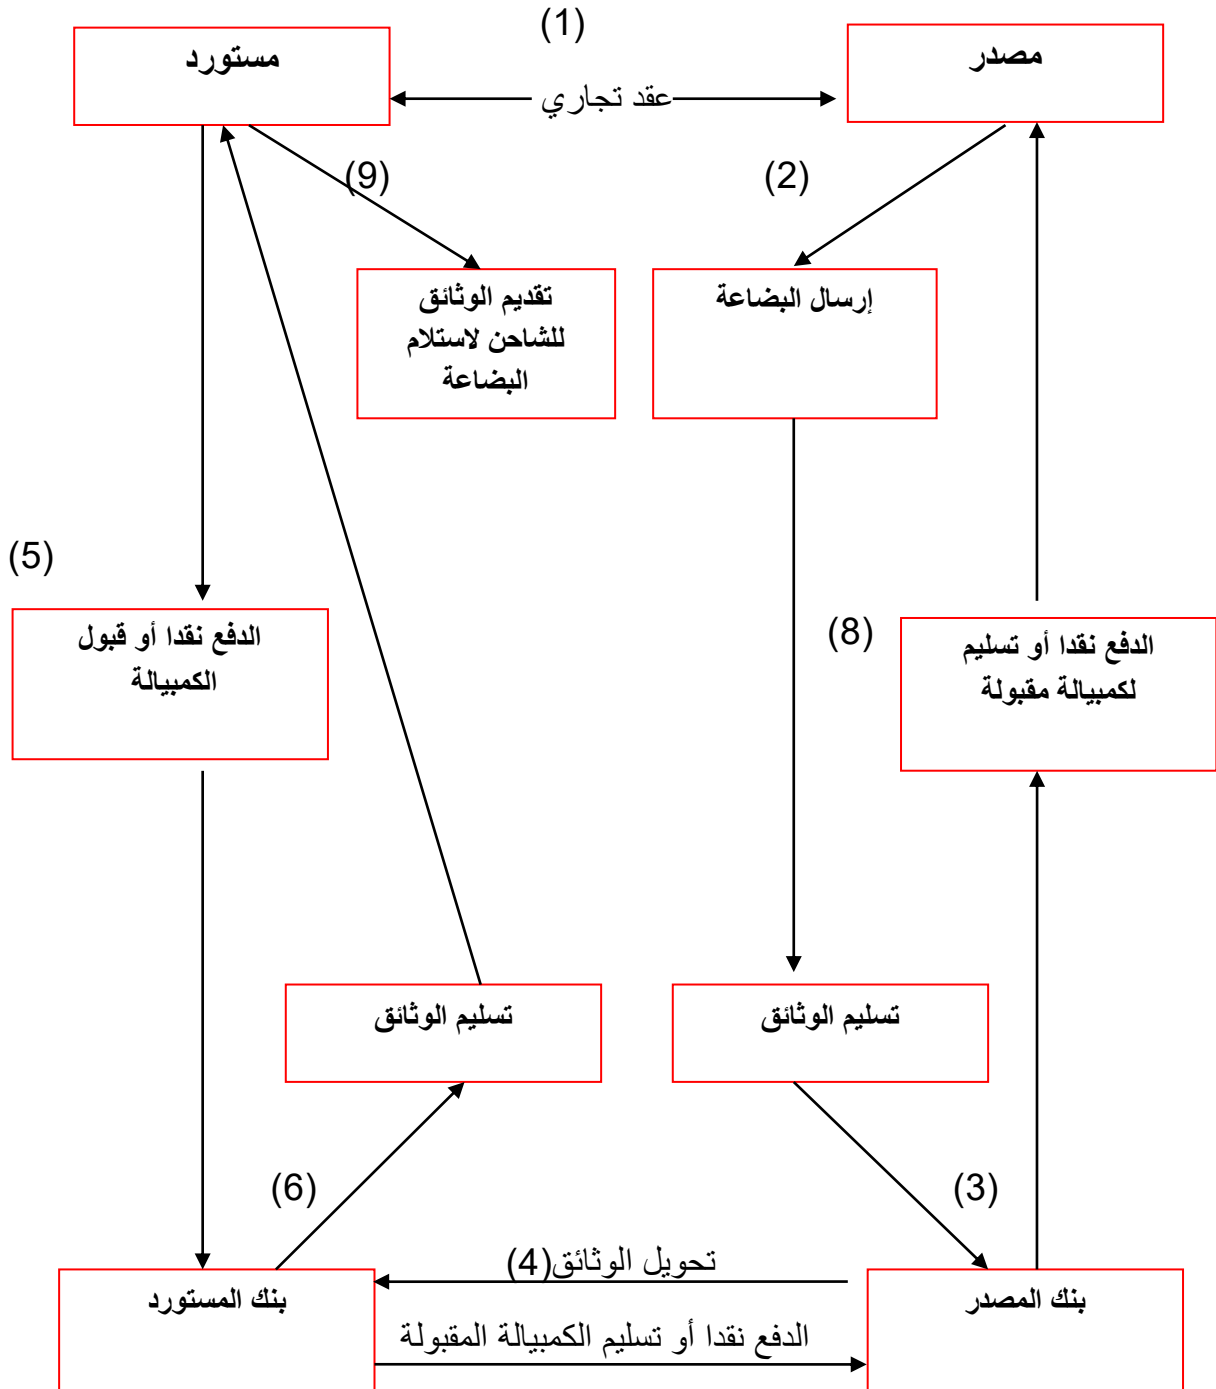 (1)
مصدر
مستورد
عقد تجاري
(2)
(9)
إرسال البضاعة
تقديم الوثائق
للشاحن لاستلام
البضاعة
(5)
(8)
الدفع نقدا أو تسليم
لكمبيالة مقبولة
الدفع نقدا أو قبول
الكمبيالة
تسليم الوثائق
تسليم الوثائق
(3)
(6)
تحويل الوثائق(4)
بنك المصدر
بنك المستورد
الدفع نقدا أو تسليم الكمبيالة المقبولة